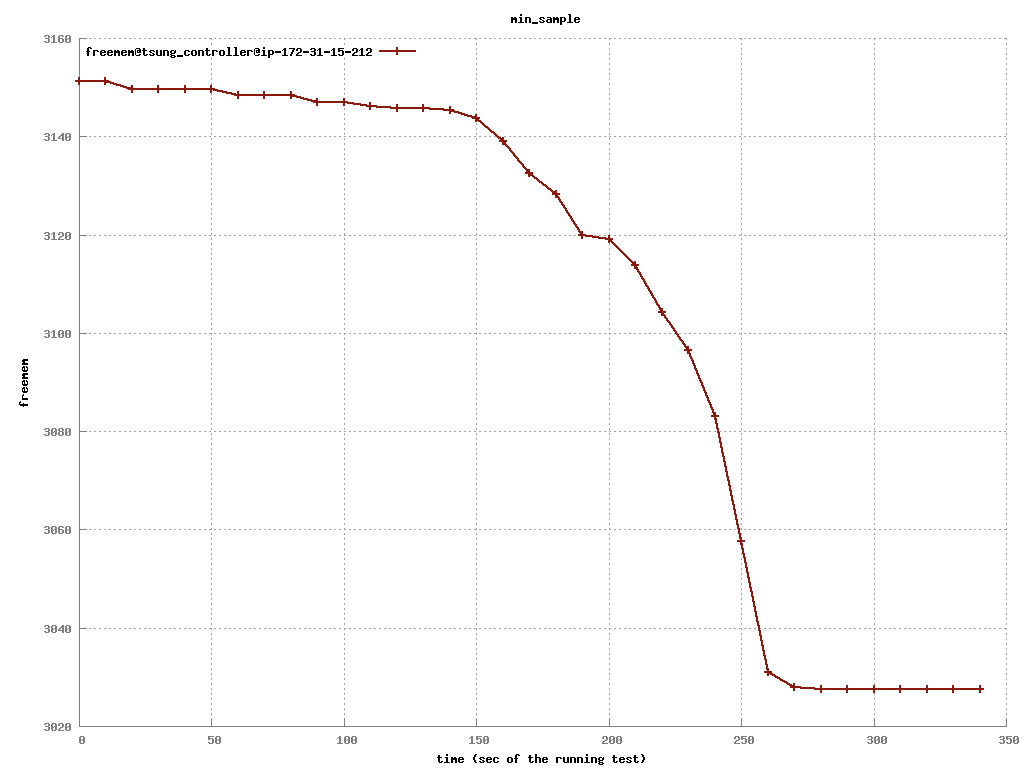 min_sample
freemem@tsung_controller@ip-172-31-15-212
3160
3140
3120
3100
3080
3060
3040
3020
freemem
0 50 100 150 200 250 300 350
time (sec of the running test)